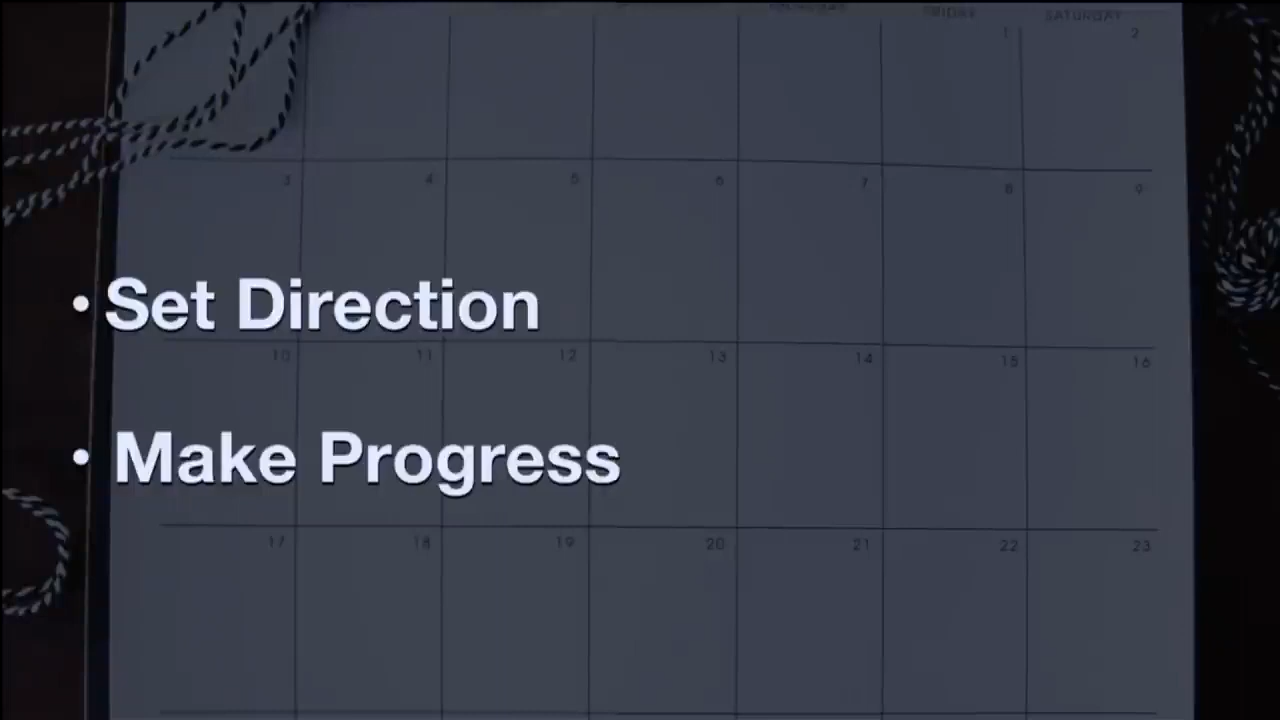 FRIDAY SATURDAY
1 2
3 4 5 6 7 8 9
• Set Direction
10 11 12 13 14 15 16
• Make Progress
17 18 19 20 21 22 23